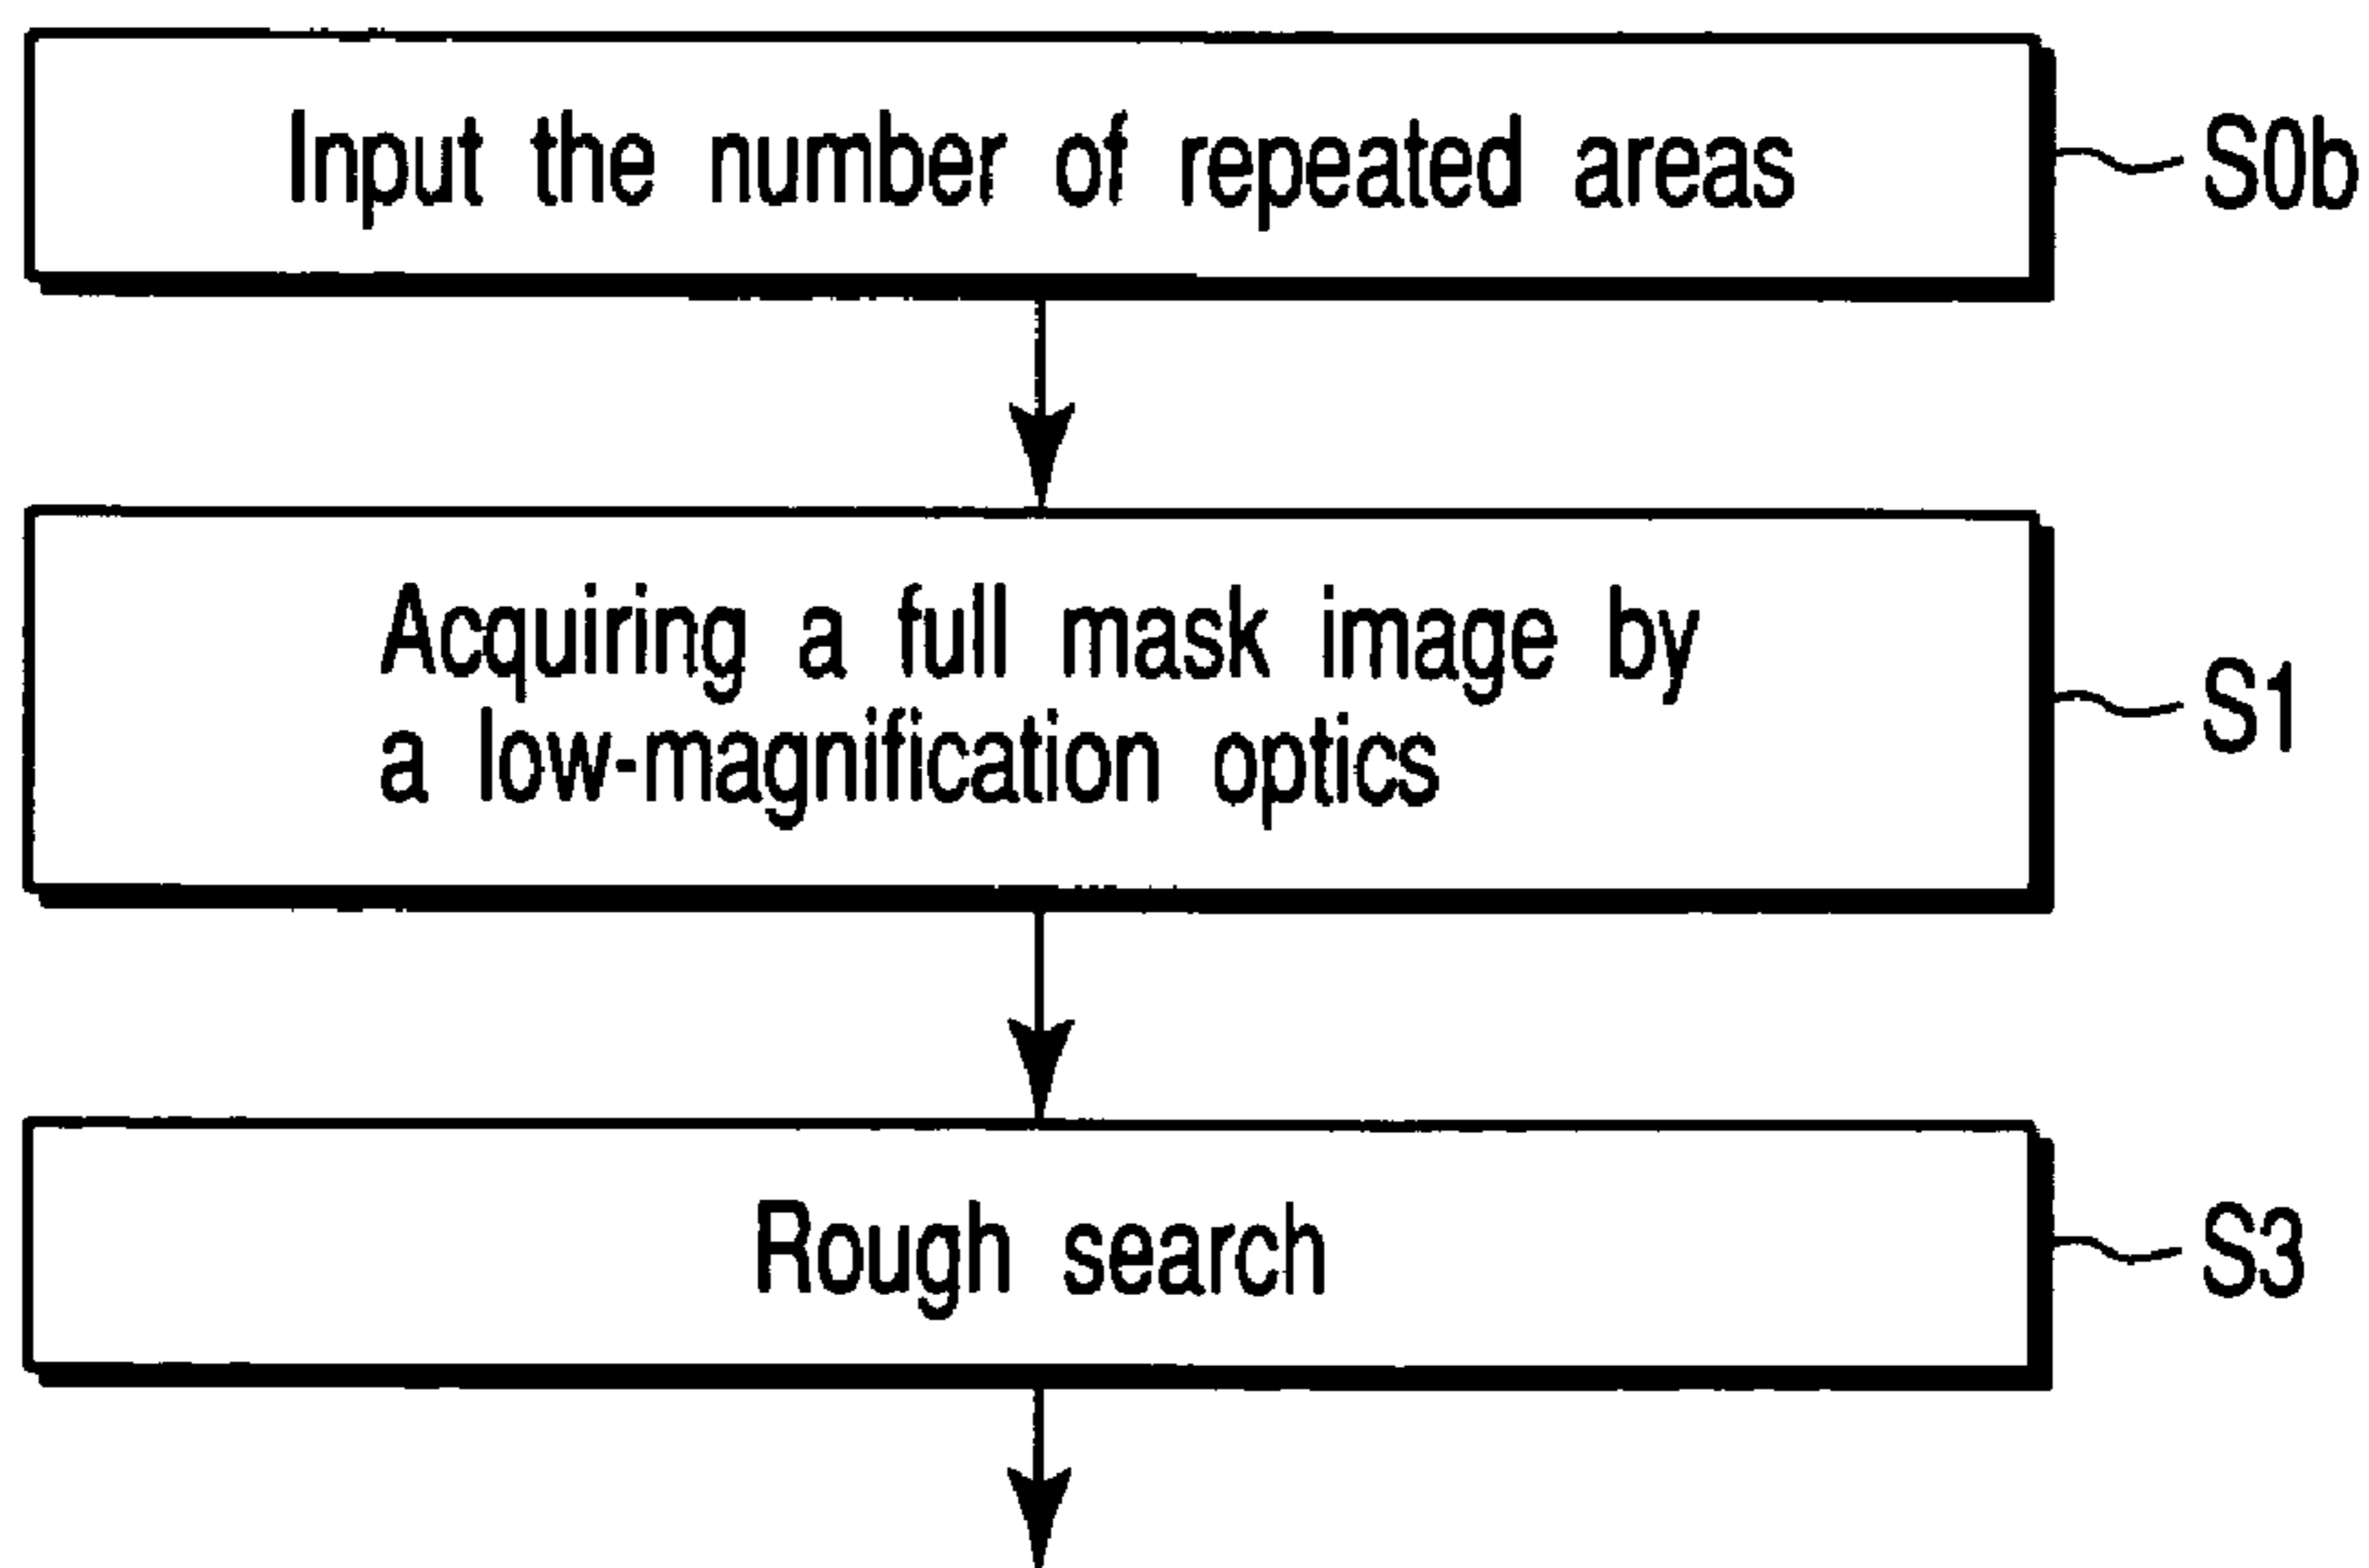 Input the number of repeated areas
S0b
Acquiring a full mask image by
a low-magnification optics
S1
Rough search
S3